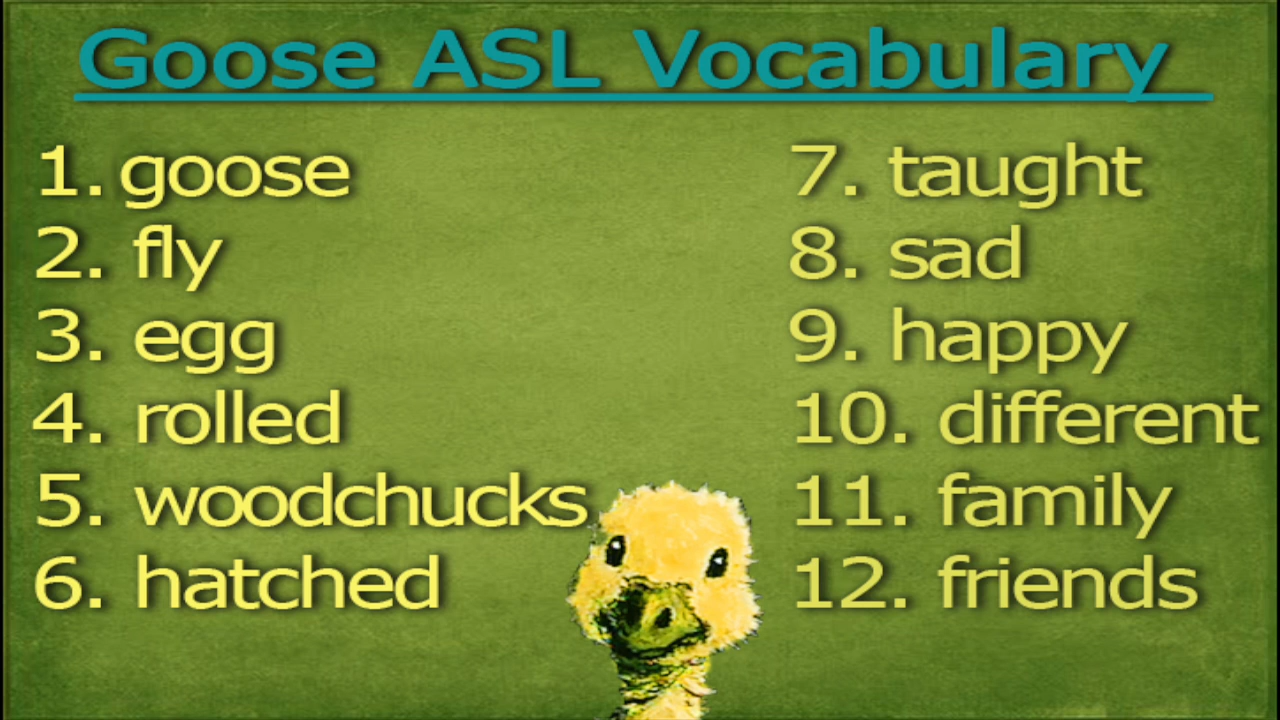 Goose ASL Vocabulary
1. goose
2. fly
3. egg
4. rolled
5. woodchucks
6. hatched
7. taught
8. sad
9. happy
10. different
11. family
12. friends